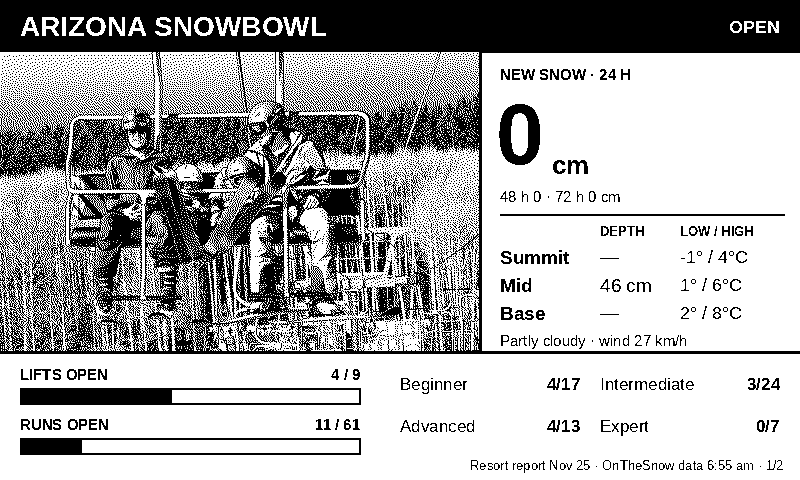 ARIZONA SNOWBOWL
OPEN
NEW SNOW · 24 H
0 cm
48 h 0 · 72 h 0 cm
DEPTH LOW / HIGH
Summit — -1° / 4°C
Mid 46 cm 1° / 6°C
Base — 2° / 8°C
Partly cloudy · wind 27 km/h
LIFTS OPEN 4 / 9
RUNS OPEN 11 / 61
Beginner 4/17 Intermediate 3/24
Advanced 4/13 Expert 0/7
Resort report Nov 25 · OnTheSnow data 6:55 am · 1/2